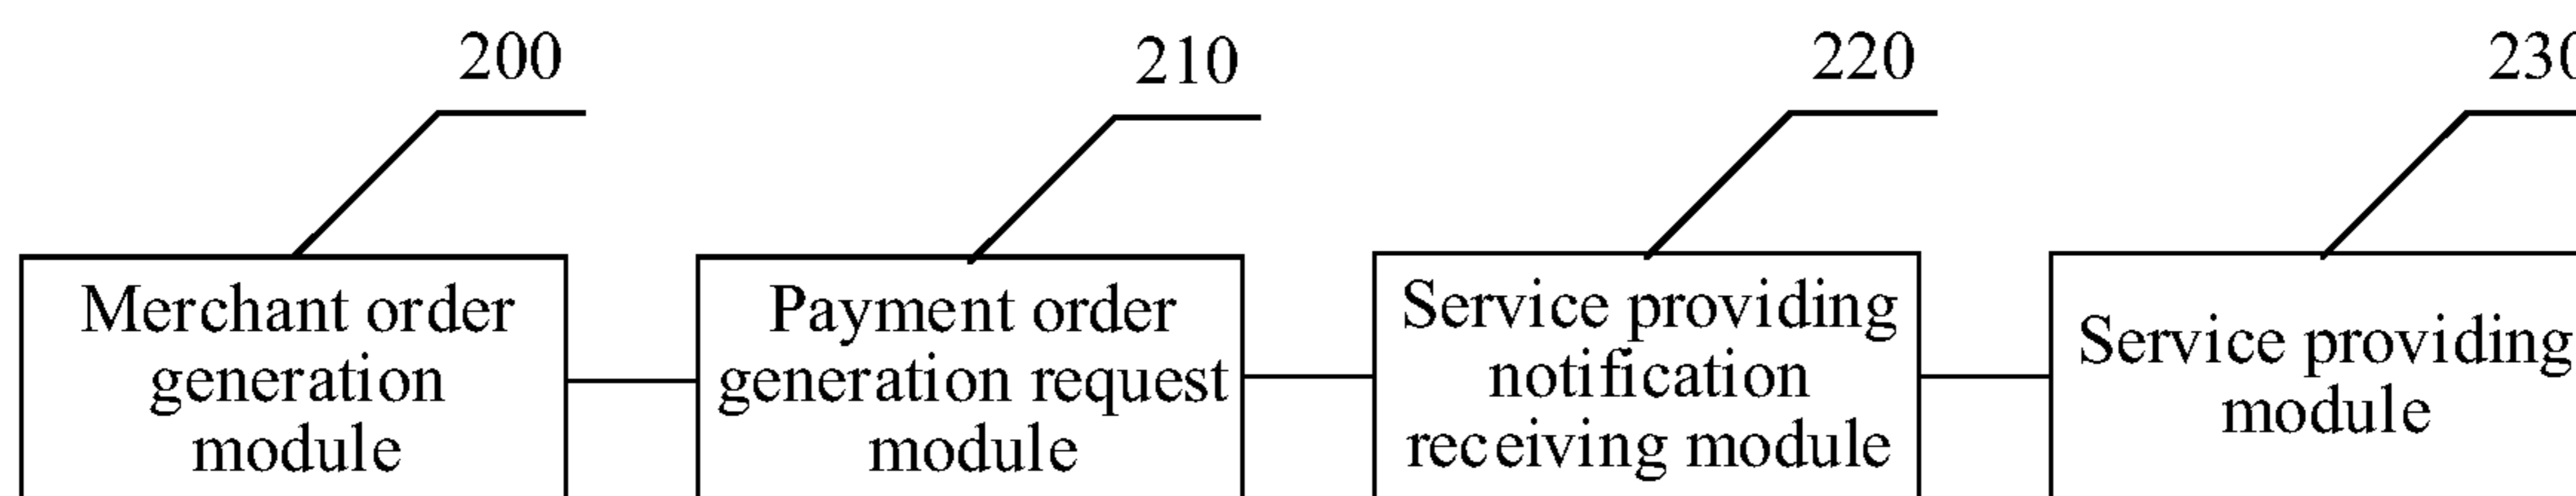 200
210
220
230
Merchant order
generation
module
Payment order
generation request
module
Service providing
notification
receiving module
Service providing
module